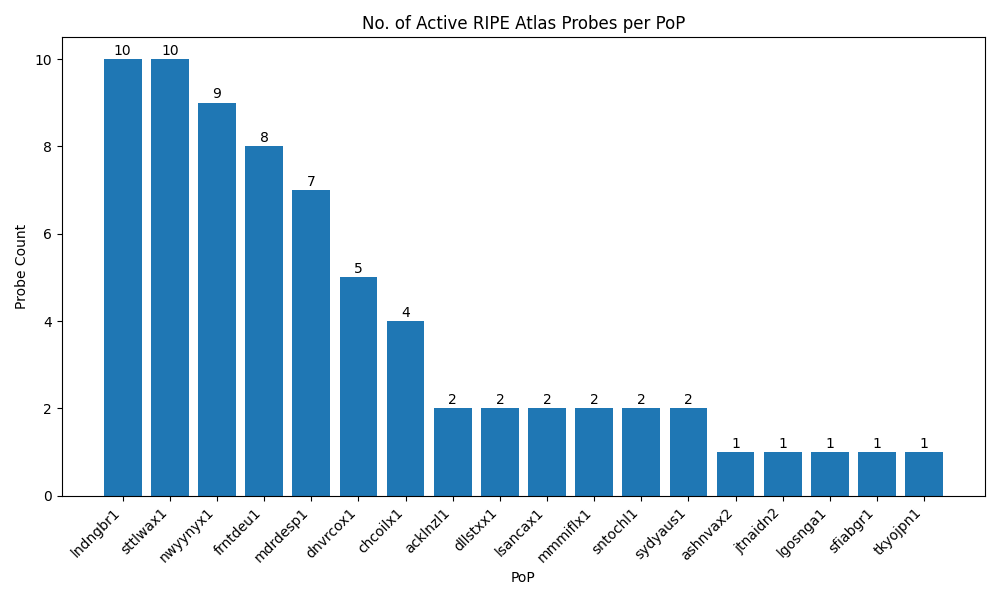 No. of Active RIPE Atlas Probes per PoP
10
8
6
4
2
0
Probe Count
10
10
9
8
7
5
4
2
2
2
2
2
2
1
1
1
1
1
lndngbr1
sttlwax1
nwyynyx1
frntdeu1
mdrdesp1
dnvrcox1
chcoilx1
acklnzl1
dllstxx1
lsancax1
mmmiflx1
sntochl1
sydyaus1
ashnvax2
jtnaidn2
lgosnga1
sfiabgr1
tkyojpn1
PoP